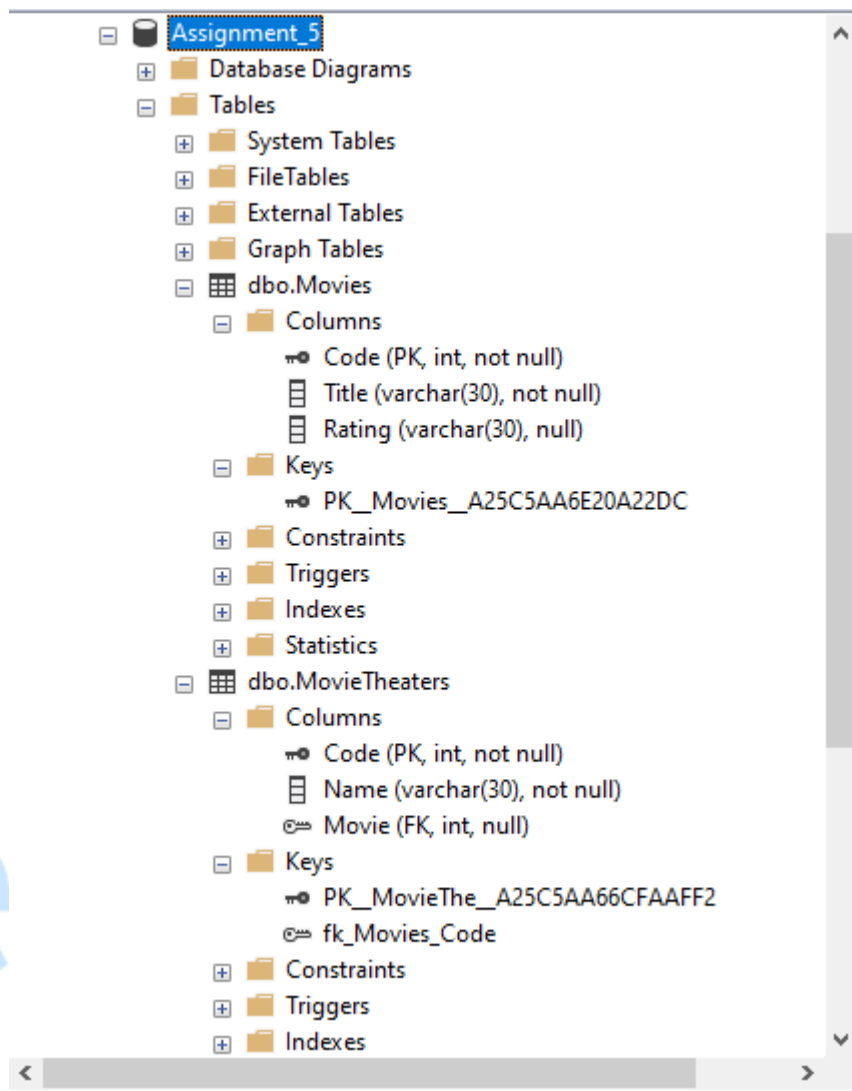 Assignment_5
Database Diagrams
Tables
System Tables
FileTables
External Tables
Graph Tables
dbo.Movies
Columns
Code (PK, int, not null)
Title (varchar(30), not null)
Rating (varchar(30), null)
Keys
PK__Movies__A25C5AA6E20A22DC
Constraints
Triggers
Indexes
Statistics
dbo.MovieTheaters
Columns
Code (PK, int, not null)
Name (varchar(30), not null)
Movie (FK, int, null)
Keys
PK__MovieThe__A25C5AA66CFAAFF2
fk_Movies_Code
Constraints
Triggers
Indexes